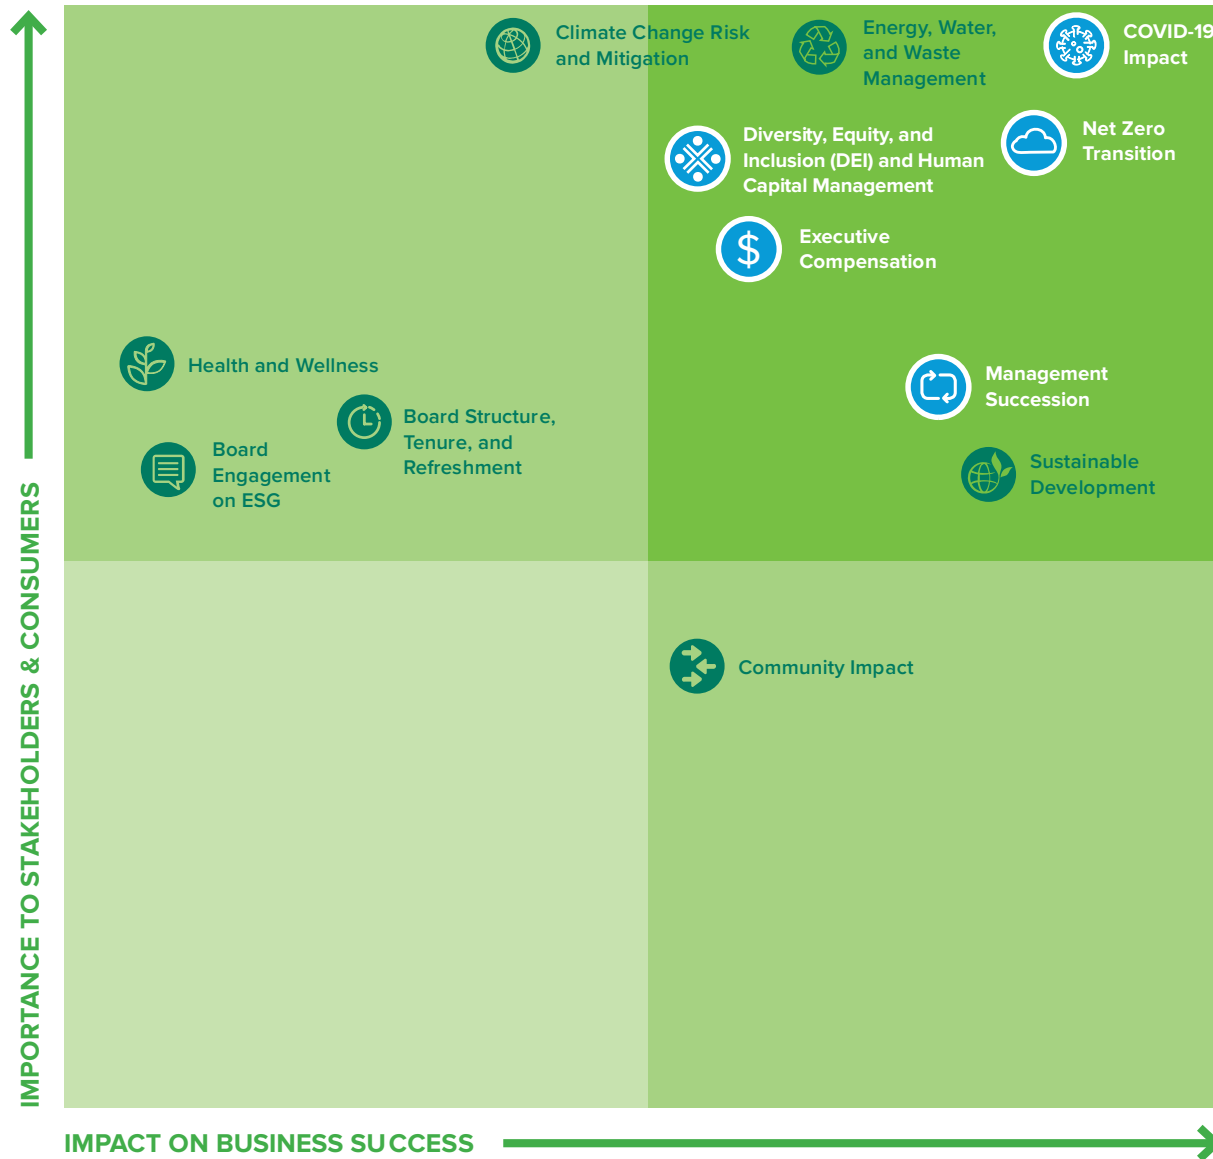 Climate Change Risk
and Mitigation
Energy, Water,
and Waste
Management
COVID-19
Impact
Diversity, Equity, and
Inclusion (DEI) and Human
Capital Management
Net Zero
Transition
Executive
Compensation
Health and Wellness
Management
Succession
Board Structure,
Tenure, and
Refreshment
Board
Engagement
on ESG
Sustainable
Development
Community Impact
IMPORTANCE TO STAKEHOLDERS & CONSUMERS
IMPACT ON BUSINESS SUCCESS